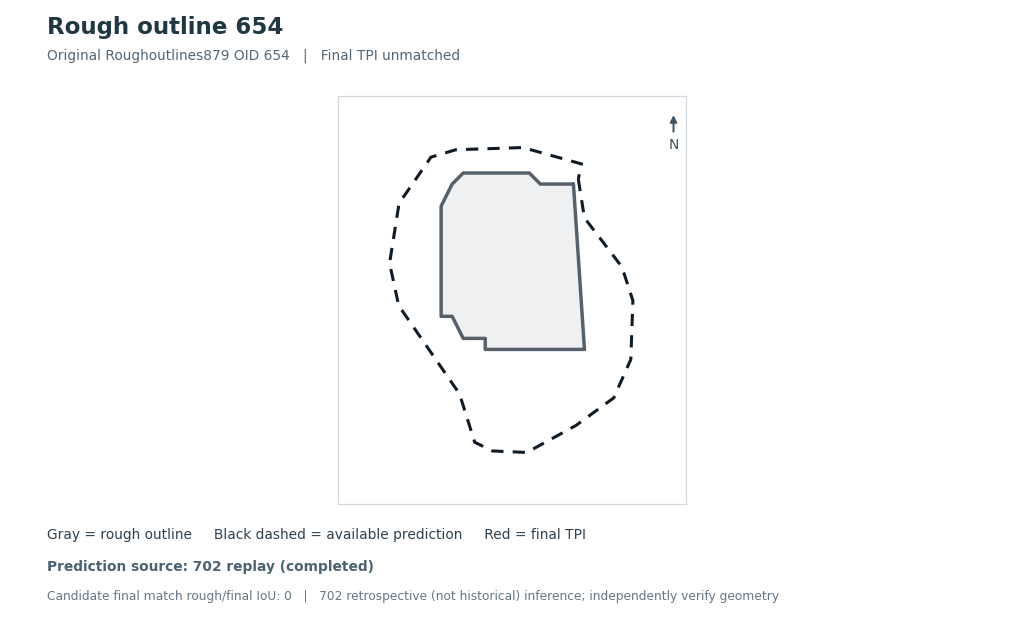 Rough outline 654
Original Roughoutlines879 OID 654   |   Final TPI unmatched
N
Gray = rough outline     Black dashed = available prediction     Red = final TPI
Prediction source: 702 replay (completed)
Candidate final match rough/final IoU: 0   |   702 retrospective (not historical) inference; independently verify geometry